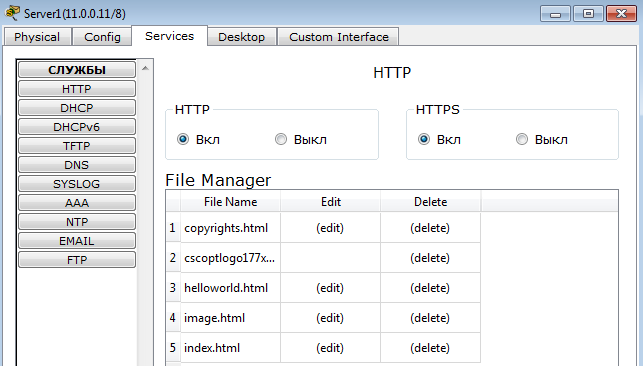 Server1(11.0.0.11/8)
Physical Config Services Desktop Custom Interface
СЛУЖБЫ
HTTP
DHCP
DHCPv6
TFTP
DNS
SYSLOG
AAA
NTP
EMAIL
FTP
HTTP
HTTP HTTPS
Вкл Выкл Вкл Выкл
File Manager
File Name Edit Delete
1 copyrights.html (edit) (delete)
2 cscoptlogo177x... (delete)
3 helloworld.html (edit) (delete)
4 image.html (edit) (delete)
5 index.html (edit) (delete)